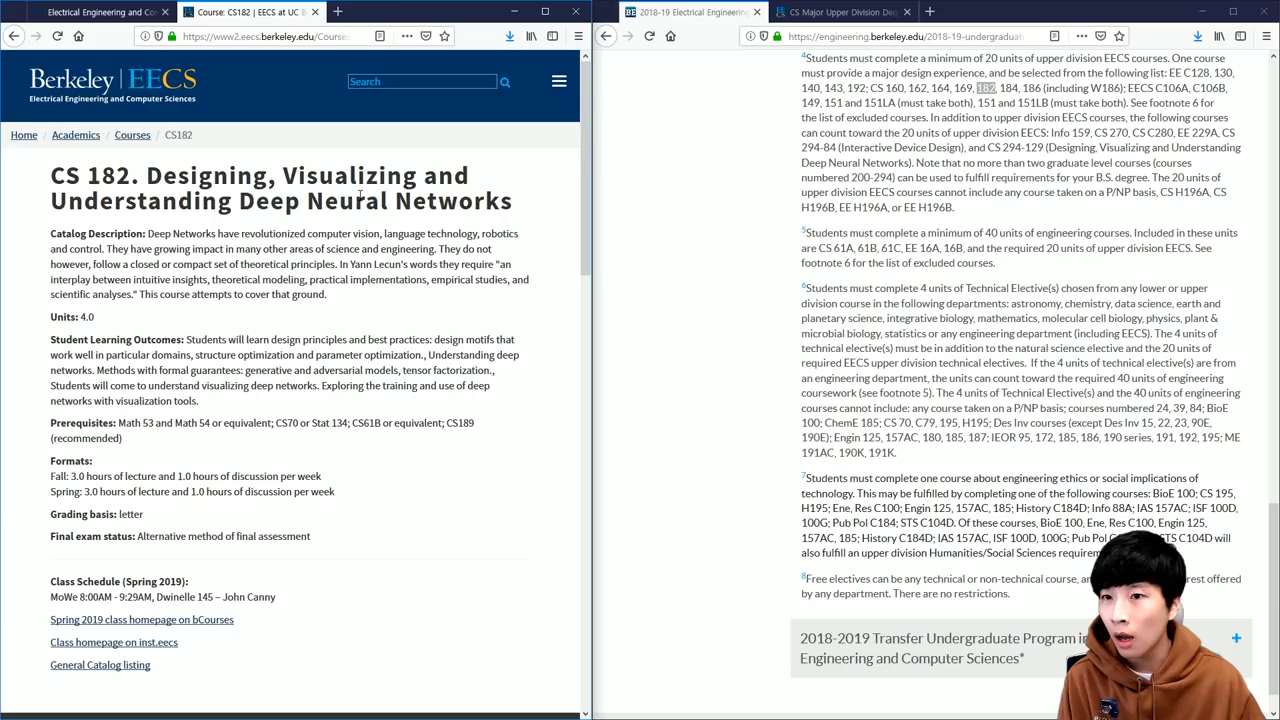 Electrical Engineering and Co
Course: CS182 | EECS at UC B
https://www2.eecs.berkeley.edu/Course
Berkeley EECS
Electrical Engineering and Computer Sciences
Search
Home / Academics / Courses / CS182
CS 182. Designing, Visualizing and
Understanding Deep Neural Networks
Catalog Description: Deep Networks have revolutionized computer vision, language technology, robotics
and control. They have growing impact in many other areas of science and engineering. They do not
however, follow a closed or compact set of theoretical principles. In Yann Lecun's words they require "an
interplay between intuitive insights, theoretical modeling, practical implementations, empirical studies, and
scientific analyses." This course attempts to cover that ground.
Units: 4.0
Student Learning Outcomes: Students will learn design principles and best practices: design motifs that
work well in particular domains, structure optimization and parameter optimization., Understanding deep
networks. Methods with formal guarantees: generative and adversarial models, tensor factorization.,
Students will come to understand visualizing deep networks. Exploring the training and use of deep
networks with visualization tools.
Prerequisites: Math 53 and Math 54 or equivalent; CS70 or Stat 134; CS61B or equivalent; CS189
(recommended)
Formats:
Fall: 3.0 hours of lecture and 1.0 hours of discussion per week
Spring: 3.0 hours of lecture and 1.0 hours of discussion per week
Grading basis: letter
Final exam status: Alternative method of final assessment
Class Schedule (Spring 2019):
MoWe 8:00AM - 9:29AM, Dwinelle 145 – John Canny
Spring 2019 class homepage on bCourses
Class homepage on inst.eecs
General Catalog listing
BE 2018-19 Electrical Engineering
CS Major Upper Division Deg
https://engineering.berkeley.edu/2018-19-undergraduate
4Students must complete a minimum of 20 units of upper division EECS courses. One course
must provide a major design experience, and be selected from the following list: EE C128, 130,
140, 143, 192; CS 160, 162, 164, 169, 182, 184, 186 (including W186); EECS C106A, C106B,
149, 151 and 151LA (must take both), 151 and 151LB (must take both). See footnote 6 for
the list of excluded courses. In addition to upper division EECS courses, the following courses
can count toward the 20 units of upper division EECS: Info 159, CS 270, CS C280, EE 229A, CS
294-84 (Interactive Device Design), and CS 294-129 (Designing, Visualizing and Understanding
Deep Neural Networks). Note that no more than two graduate level courses (courses
numbered 200-294) can be used to fulfill requirements for your B.S. degree. The 20 units of
upper division EECS courses cannot include any course taken on a P/NP basis, CS H196A, CS
H196B, EE H196A, or EE H196B.
5Students must complete a minimum of 40 units of engineering courses. Included in these units
are CS 61A, 61B, 61C, EE 16A, 16B, and the required 20 units of upper division EECS. See
footnote 6 for the list of excluded courses.
6Students must complete 4 units of Technical Elective(s) chosen from any lower or upper
division course in the following departments: astronomy, chemistry, data science, earth and
planetary science, integrative biology, mathematics, molecular cell biology, physics, plant &
microbial biology, statistics or any engineering department (including EECS). The 4 units of
technical elective(s) must be in addition to the natural science elective and the 20 units of
required EECS upper division technical electives. If the 4 units of technical elective(s) are from
an engineering department, the units can count toward the required 40 units of engineering
coursework (see footnote 5). The 4 units of Technical Elective(s) and the 40 units of engineering
courses cannot include: any course taken on a P/NP basis; courses numbered 24, 39, 84; BioE
100; ChemE 185; CS 70, C79, 195, H195; Des Inv courses (except Des Inv 15, 22, 23, 90E,
190E); Engin 125, 157AC, 180, 185, 187; IEOR 95, 172, 185, 186, 190 series, 191, 192, 195; ME
191AC, 190K, 191K.
7Students must complete one course about engineering ethics or social implications of
technology. This may be fulfilled by completing one of the following courses: BioE 100; CS 195,
H195; Ene, Res C100; Engin 125, 157AC, 185; History C184D; Info 88A; IAS 157AC; ISF 100D,
100G; Pub Pol C184; STS C104D. Of these courses, BioE 100, Ene, Res C100, Engin 125,
157AC, 185; History C184D; IAS 157AC, ISF 100D, 100G; Pub Pol STS C104D will
also fulfill an upper division Humanities/Social Sciences requirem
8Free electives can be any technical or non-technical course, a rest offered
by any department. There are no restrictions.
2018-2019 Transfer Undergraduate Program in
Engineering and Computer Sciences*